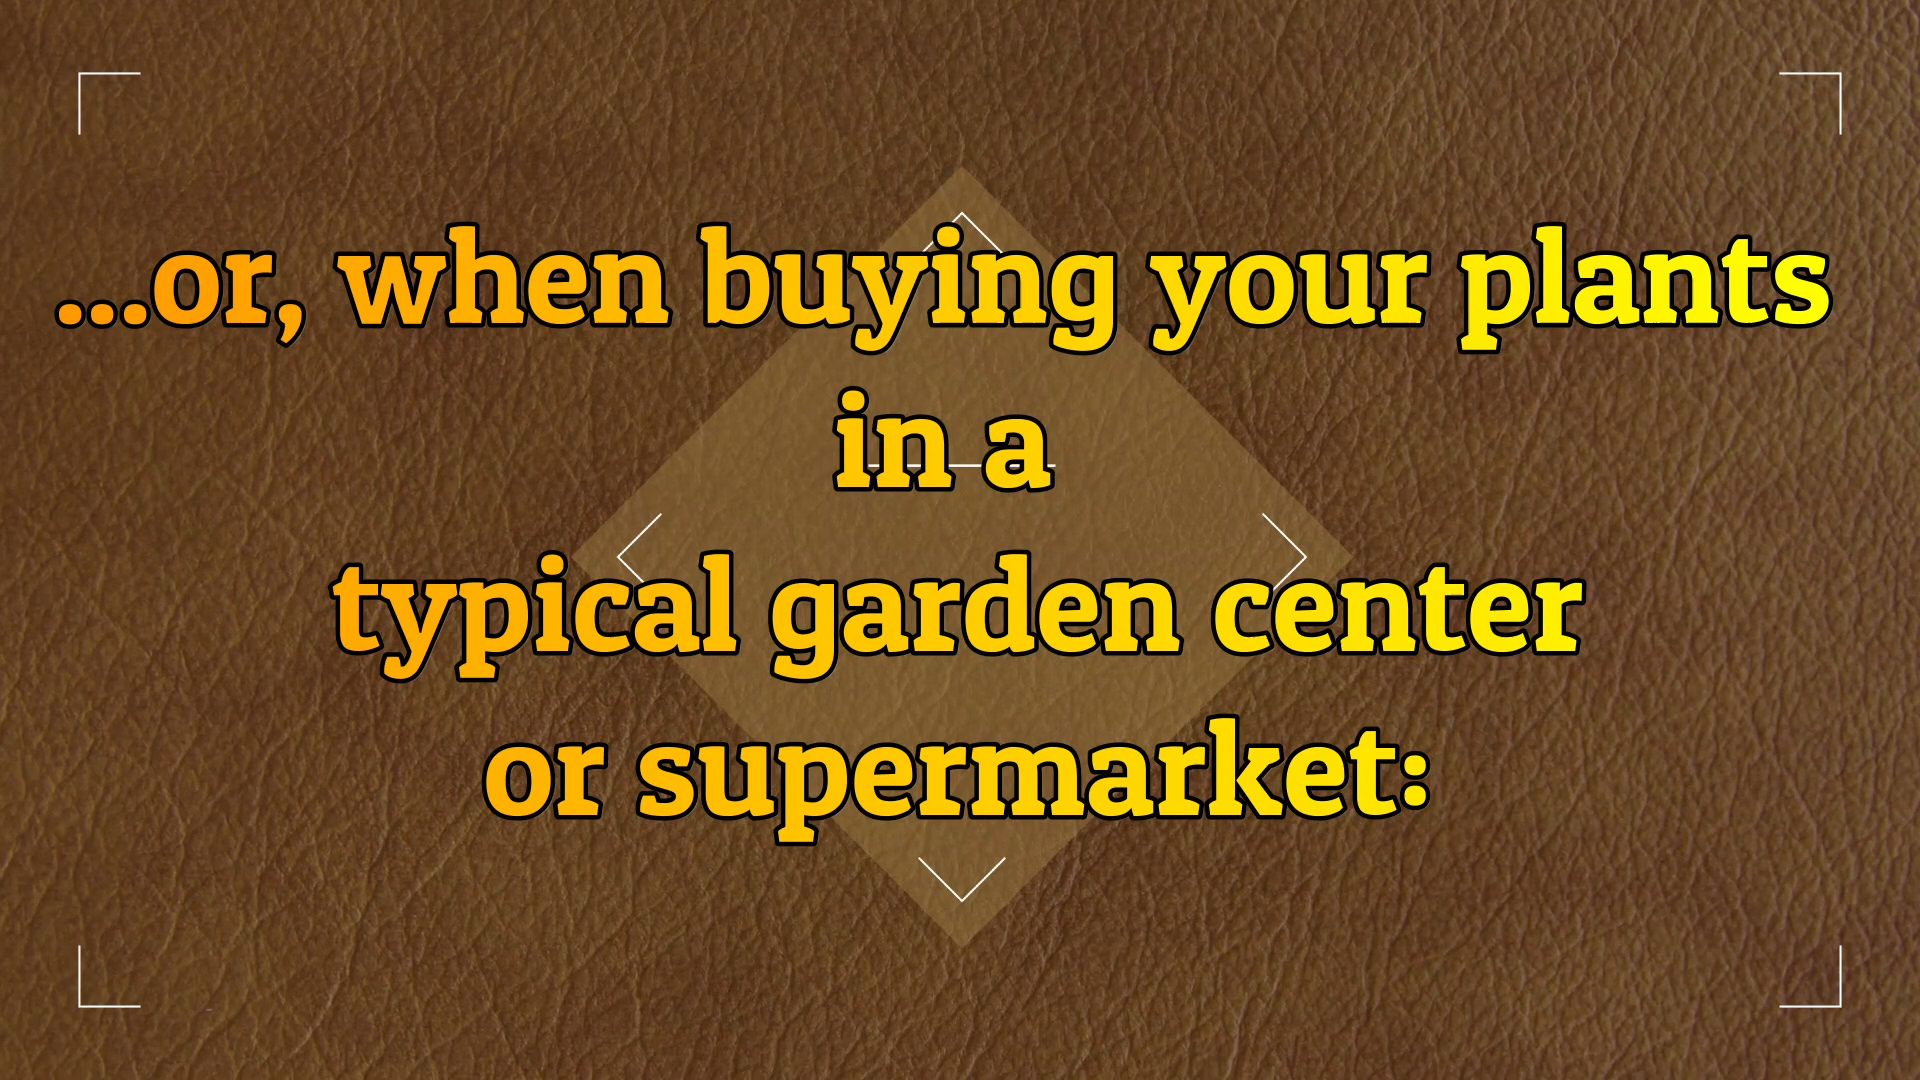 ...or, when buying your plants
in a
typical garden center
or supermarket: